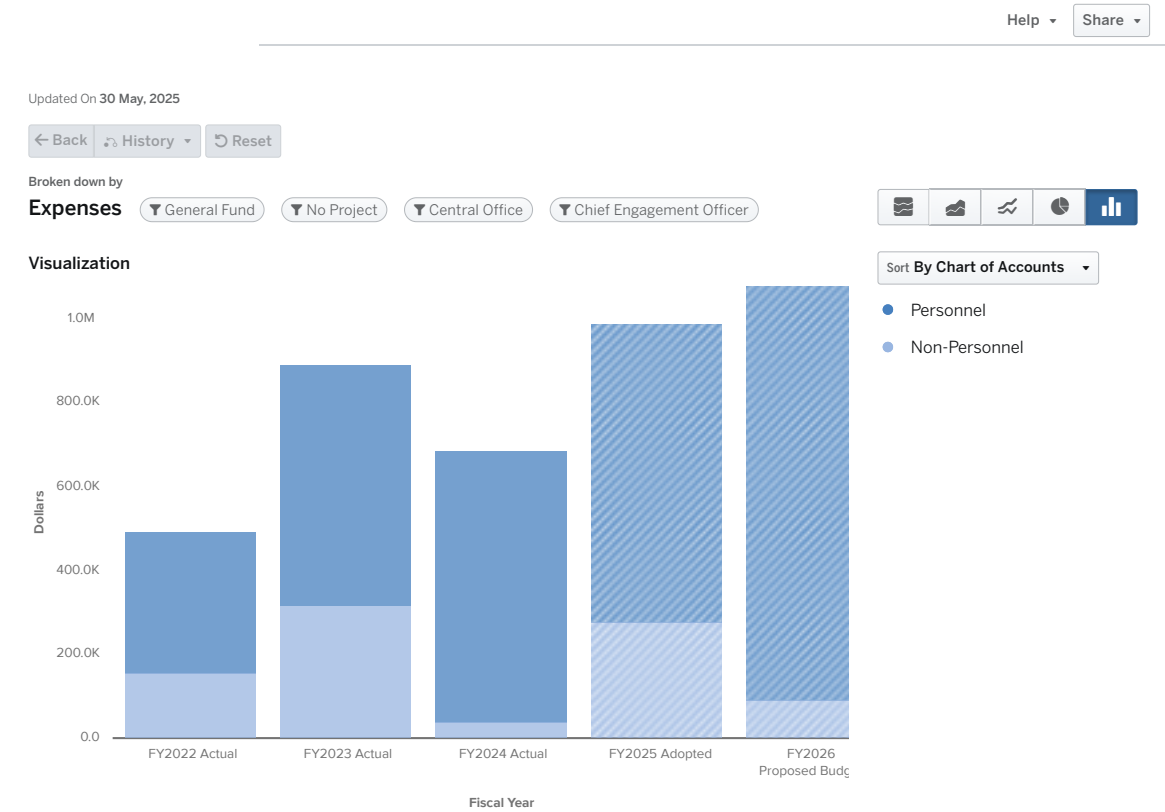 Help
Share
Updated On 30 May, 2025
Back
History
Reset
Broken down by
Expenses
General Fund
No Project
Central Office
Chief Engagement Officer
Visualization
Sort By Chart of Accounts
Personnel
Non-Personnel
Dollars
1.0M
800.0K
600.0K
400.0K
200.0K
0.0
FY2022 Actual
FY2023 Actual
FY2024 Actual
FY2025 Adopted
FY2026
Proposed Budg
Fiscal Year